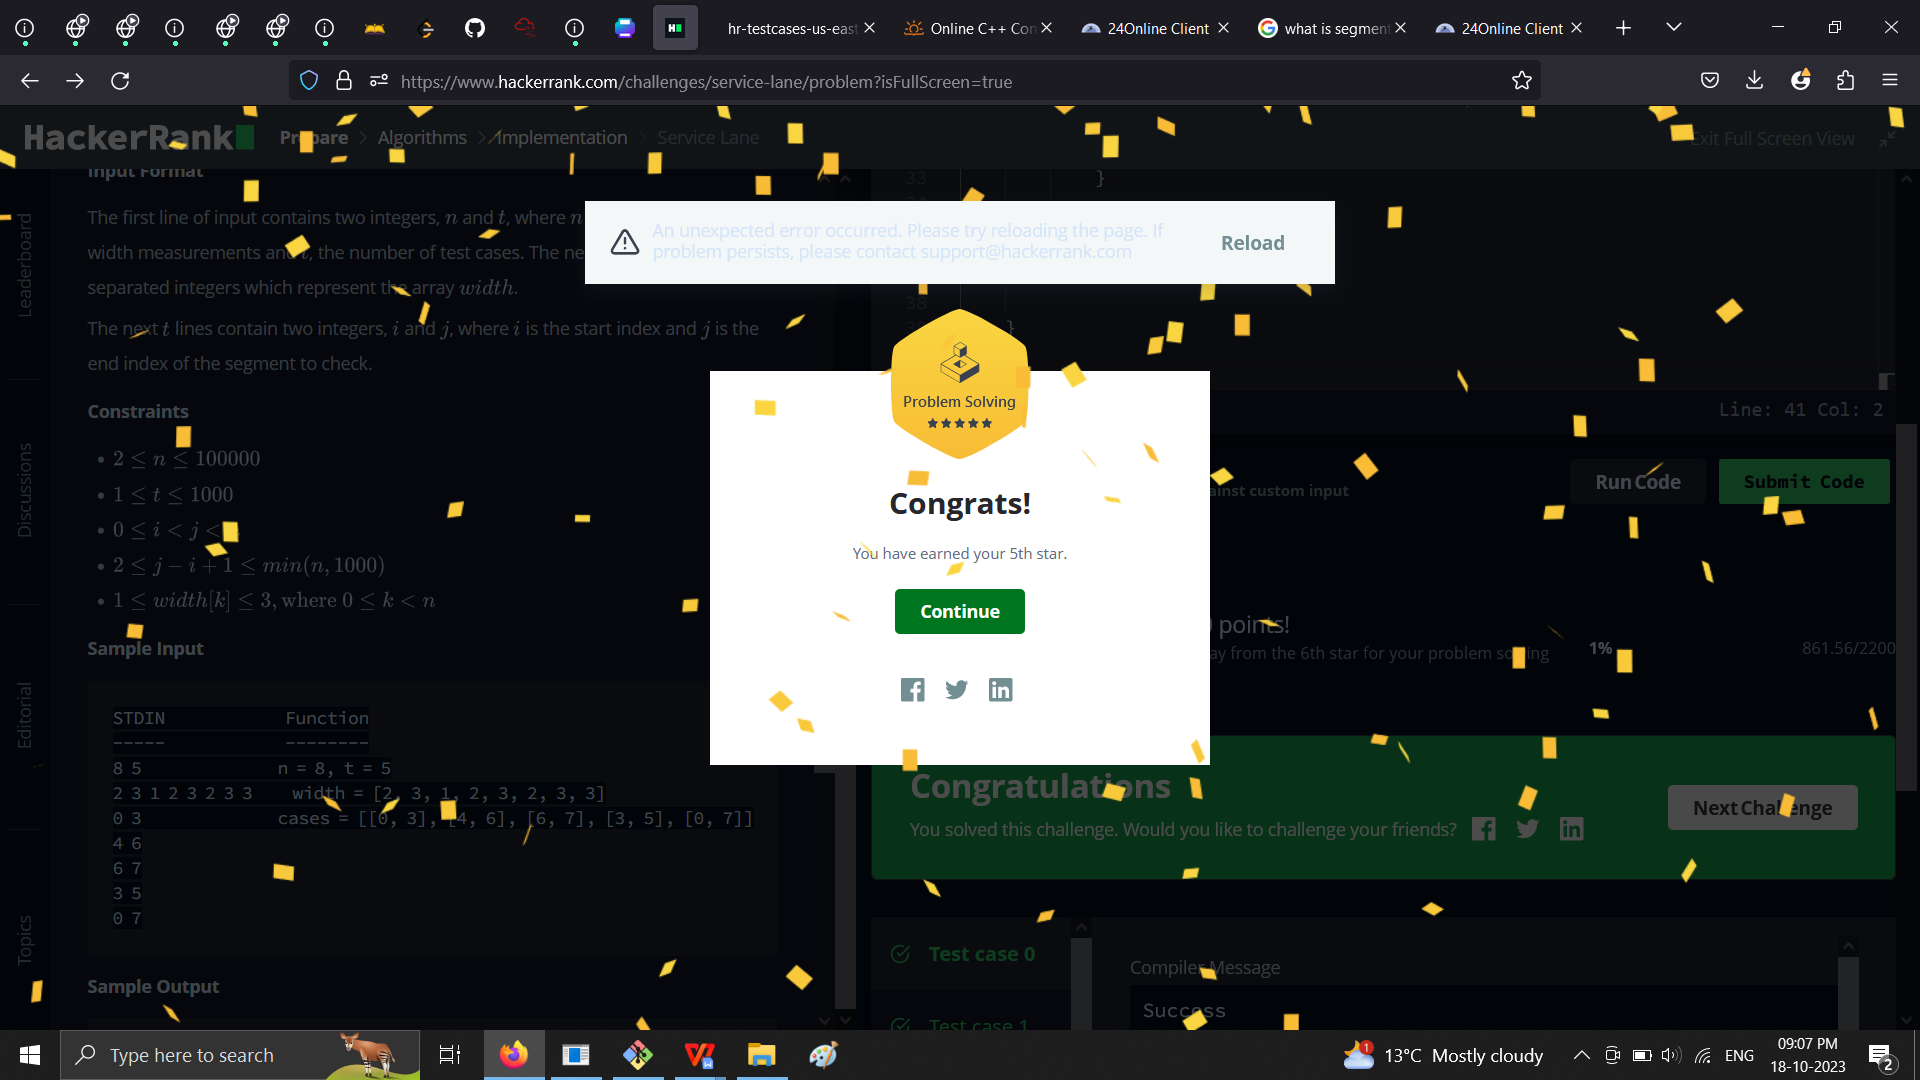 hr-testcases-us-east
Online C++ Con
24Online Client
what is segmen
24Online Client
https://www.hackerrank.com/challenges/service-lane/problem?isFullScreen=true
HackerRank
Prepare > Algorithms > Implementation > Service Lane
Exit Full Screen View
Input Format
The first line of input contains two integers, n and t, where n
width measurements and t, the number of test cases. The ne
separated integers which represent the array width.
The next t lines contain two integers, i and j, where i is the start index and j is the
end index of the segment to check.
Constraints
• 2 ≤ n ≤ 100000
• 1 ≤ t ≤ 1000
• 0 ≤ i < j <
• 2 ≤ j − i + 1 ≤ min(n, 1000)
• 1 ≤ width[k] ≤ 3, where 0 ≤ k < n
Sample Input
STDIN Function
----- --------
8 5 n = 8, t = 5
2 3 1 2 3 2 3 3 width = [2, 3, 1, 2, 3, 2, 3, 3]
0 3 cases = [[0, 3], [4, 6], [6, 7], [3, 5], [0, 7]]
4 6
6 7
3 5
0 7
Sample Output
Leaderboard
Discussions
Editorial
Topics
An unexpected error occurred. Please try reloading the page. If
problem persists, please contact support@hackerrank.com
Reload
33 }
38
}
Problem Solving
Congrats!
You have earned your 5th star.
Continue
Line: 41 Col: 2
ainst custom input
Run Code
Submit Code
points!
ay from the 6th star for your problem solving
1%
861.56/2200
Congratulations
You solved this challenge. Would you like to challenge your friends?
Next Challenge
Test case 0
Test case 1
Compiler Message
Success
Type here to search
1
13°C Mostly cloudy
ENG
09:07 PM
18-10-2023
2